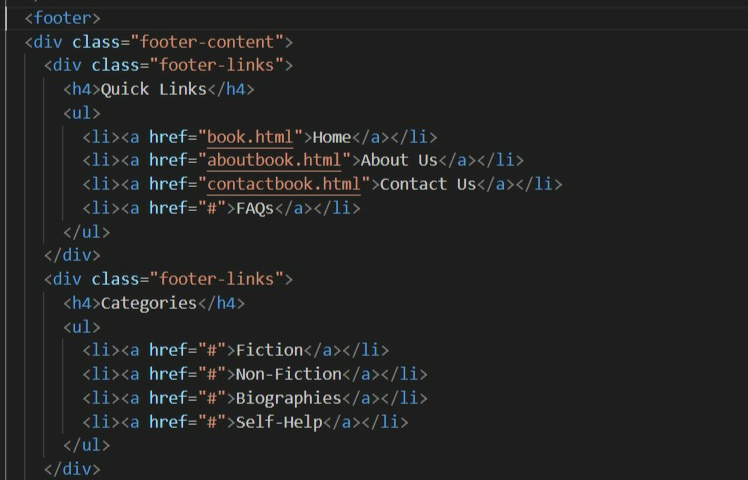 <footer>
<div class="footer-content">
<div class="footer-links">
<h4>Quick Links</h4>
<ul>
<li><a href="book.html">Home</a></li>
<li><a href="aboutbook.html">About Us</a></li>
<li><a href="contactbook.html">Contact Us</a></li>
<li><a href="#">FAQs</a></li>
</ul>
</div>
<div class="footer-links">
<h4>Categories</h4>
<ul>
<li><a href="#">Fiction</a></li>
<li><a href="#">Non-Fiction</a></li>
<li><a href="#">Biographies</a></li>
<li><a href="#">Self-Help</a></li>
</ul>
</div>